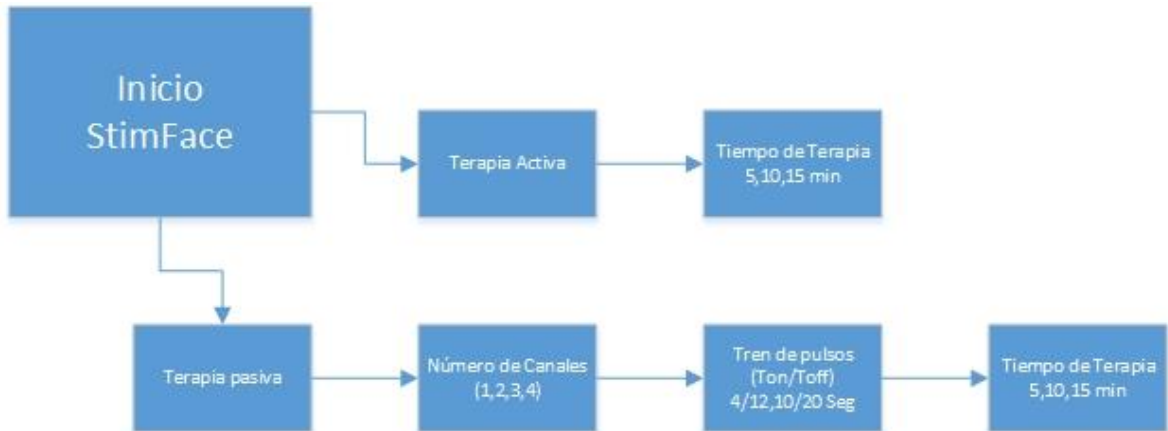 Inicio
StimFace
Terapia Activa
Tiempo de Terapia
5,10,15 min
Terapia pasiva
Número de Canales
(1,2,3,4)
Tren de pulsos
(Ton/Toff)
4/12,10/20 Seg
Tiempo de Terapia
5,10,15 min